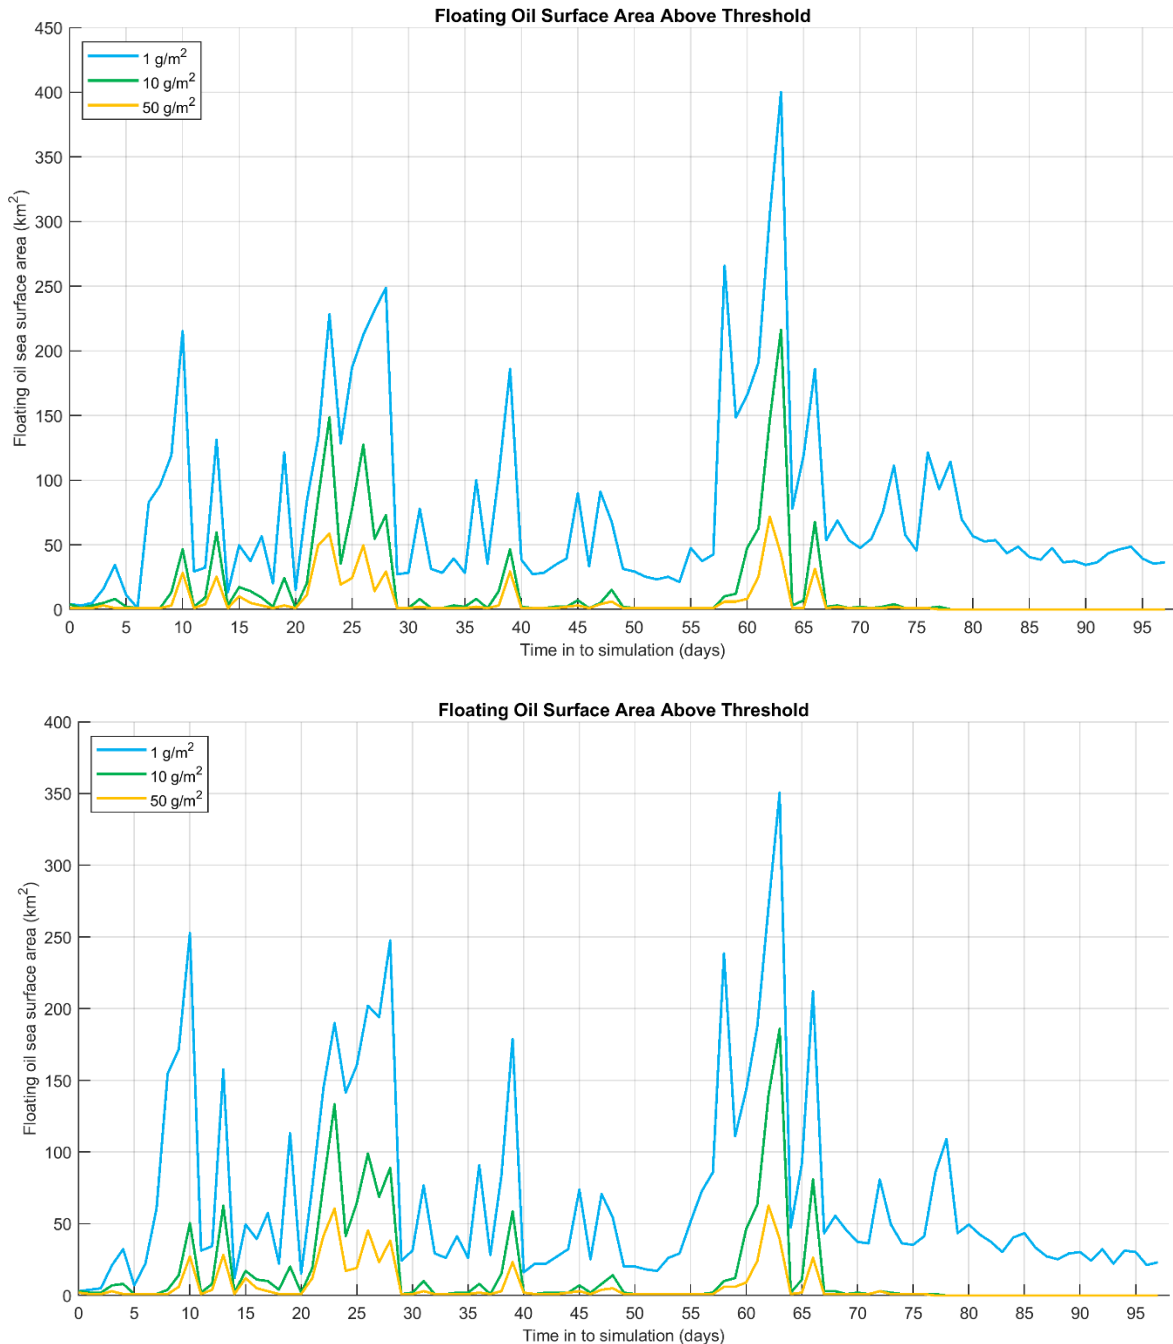 Floating Oil Surface Area Above Threshold
450
400
350
300
250
200
150
100
50
0
Floating oil sea surface area (km²)
1 g/m²
10 g/m²
50 g/m²
0 5 10 15 20 25 30 35 40 45 50 55 60 65 70 75 80 85 90 95
Time in to simulation (days)
Floating Oil Surface Area Above Threshold
400
350
300
250
200
150
100
50
0
Floating oil sea surface area (km²)
1 g/m²
10 g/m²
50 g/m²
0 5 10 15 20 25 30 35 40 45 50 55 60 65 70 75 80 85 90 95
Time in to simulation (days)